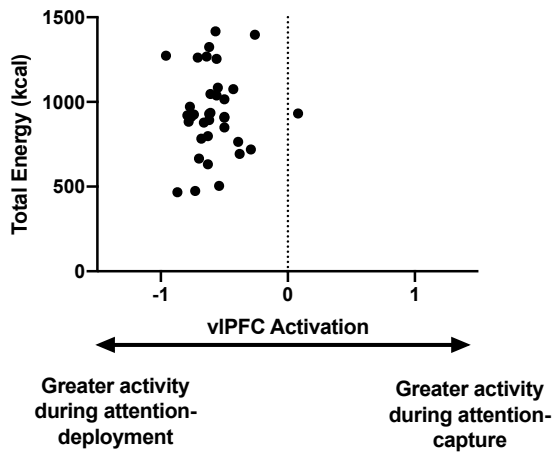 1500
1000
500
0
Total Energy (kcal)
-1 0 1
vlPFC Activation
Greater activity
during attention-
deployment
Greater activity
during attention-
capture